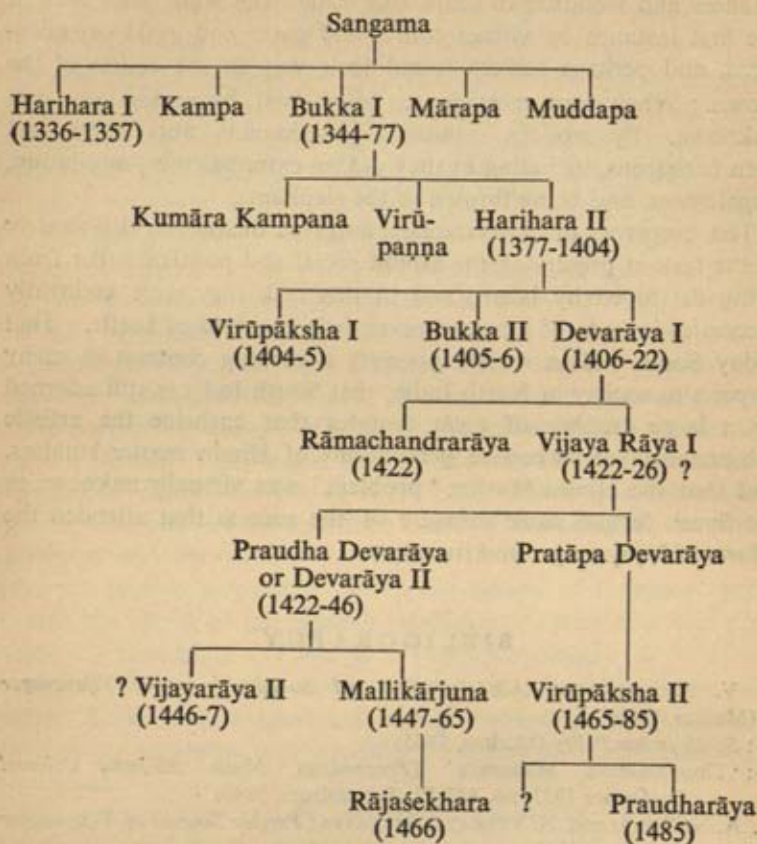 Sangama
Harihara I Kampa Bukka I Mārapa Muddapa
(1336-1357) (1344-77)
Kumāra Kampana Virū- Harihara II
paṇṇa (1377-1404)
Virūpāksha I Bukka II Devarāya I
(1404-5) (1405-6) (1406-22)
Rāmachandrarāya Vijaya Rāya I
(1422) (1422-26) ?
Praudha Devarāya Pratāpa Devarāya
or Devarāya II
(1422-46)
? Vijayarāya II Mallikārjuna Virūpāksha II
(1446-7) (1447-65) (1465-85)
Rājaśekhara ? Praudharāya
(1466) (1485)